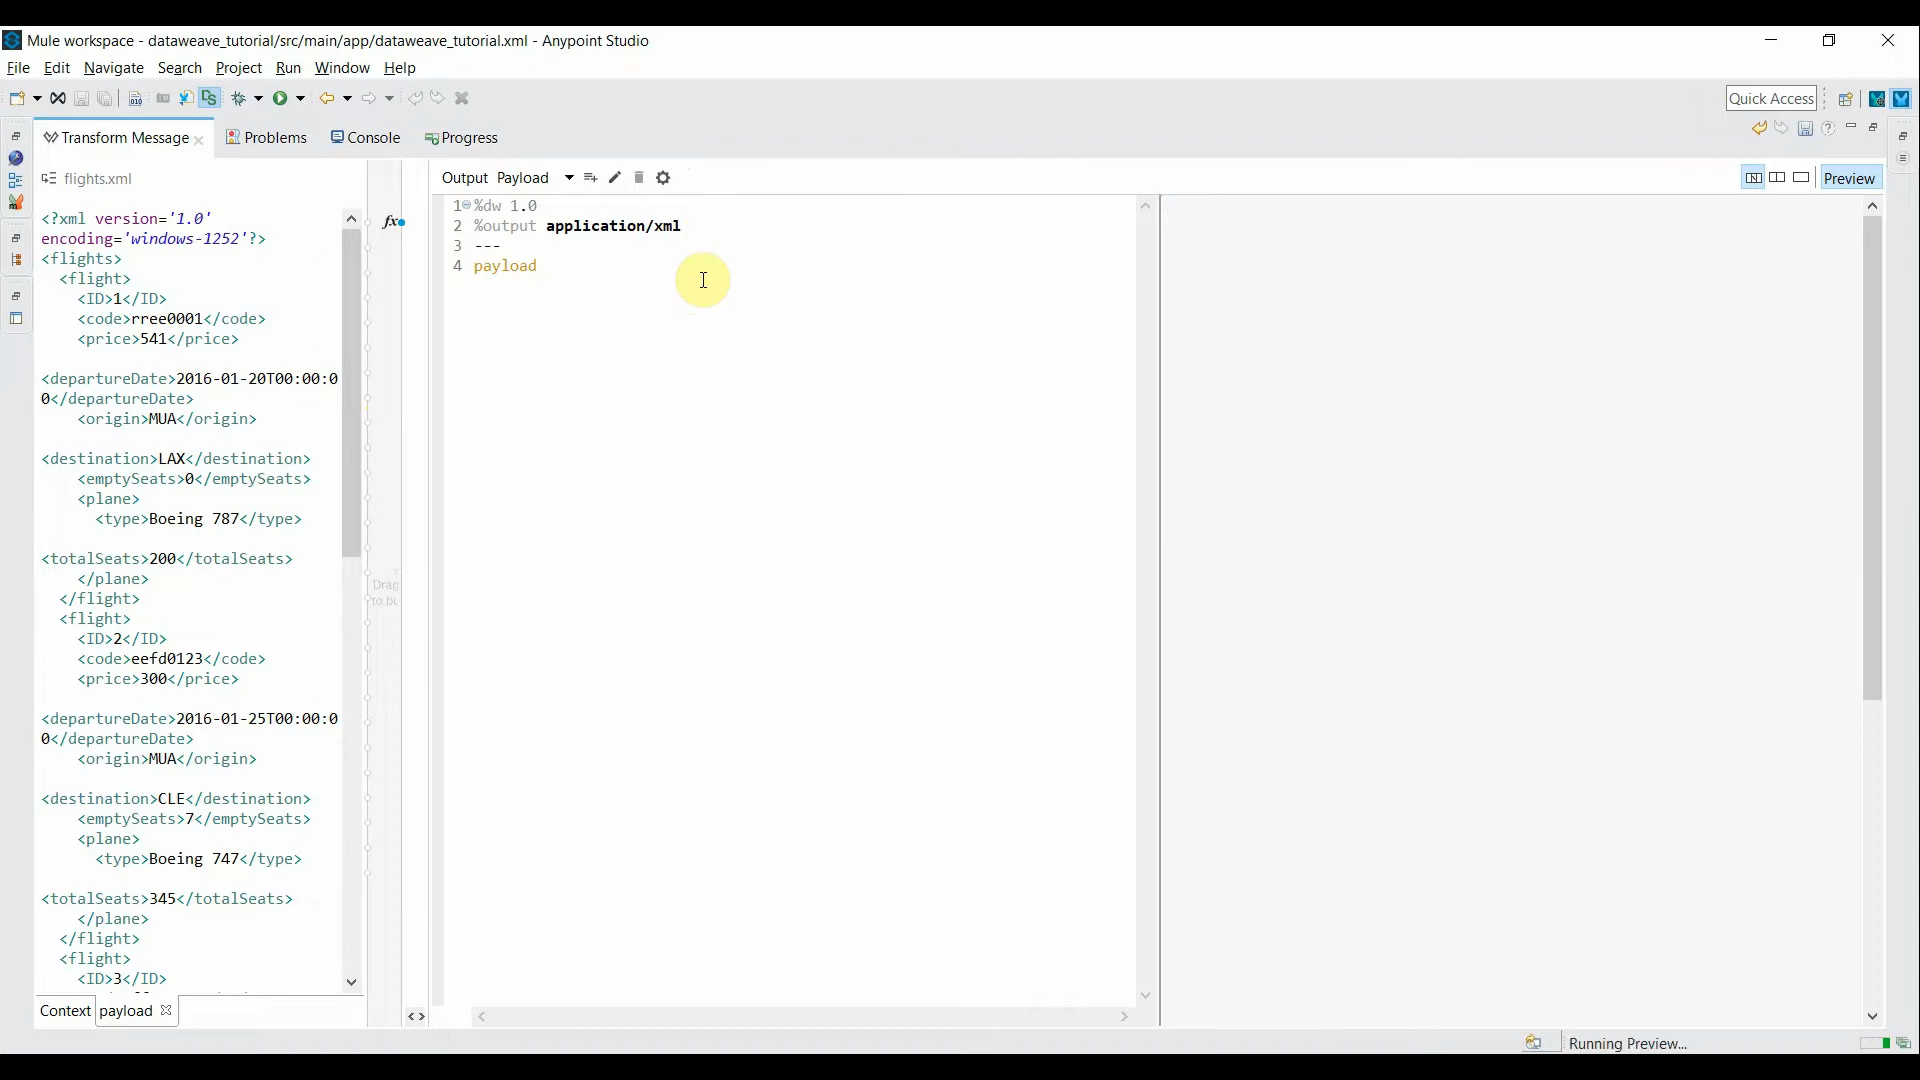 Mule workspace - dataweave_tutorial/src/main/app/dataweave_tutorial.xml - Anypoint Studio
File Edit Navigate Search Project Run Window Help
Quick Access
Transform Message Problems Console Progress
flights.xml
<?xml version='1.0'
encoding='windows-1252'?>
<flights>
<flight>
<ID>1</ID>
<code>rree0001</code>
<price>541</price>
<departureDate>2016-01-20T00:00:0
0</departureDate>
<origin>MUA</origin>
<destination>LAX</destination>
<emptySeats>0</emptySeats>
<plane>
<type>Boeing 787</type>
<totalSeats>200</totalSeats>
</plane>
</flight>
<flight>
<ID>2</ID>
<code>eefd0123</code>
<price>300</price>
<departureDate>2016-01-25T00:00:0
0</departureDate>
<origin>MUA</origin>
<destination>CLE</destination>
<emptySeats>7</emptySeats>
<plane>
<type>Boeing 747</type>
<totalSeats>345</totalSeats>
</plane>
</flight>
<flight>
<ID>3</ID>
Context payload
fx
Drag
to bu
Output Payload
Preview
1 %dw 1.0
2 %output application/xml
3 ---
4 payload
Running Preview...